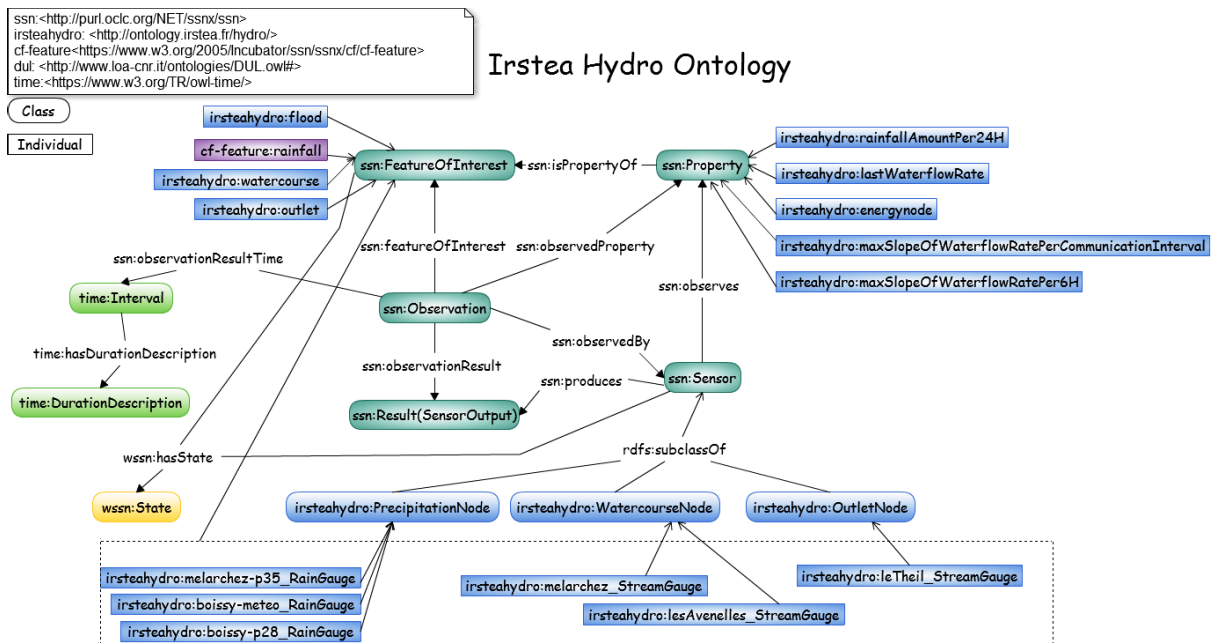 ssn:<http://purl.oclc.org/NET/ssnx/ssn>
irsteahydro: <http://ontology.irstea.fr/hydro/>
cf-feature<https://www.w3.org/2005/Incubator/ssn/ssnx/cf/cf-feature>
dul: <http://www.loa-cnr.it/ontologies/DUL.owl#>
time:<https://www.w3.org/TR/owl-time/>
Irstea Hydro Ontology
Class
Individual
irsteahydro:flood
cf-feature:rainfall
irsteahydro:watercourse
irsteahydro:outlet
ssn:FeatureOfInterest
ssn:isPropertyOf
ssn:Property
irsteahydro:rainfallAmountPer24H
irsteahydro:lastWaterflowRate
irsteahydro:energynode
irsteahydro:maxSlopeOfWaterflowRatePerCommunicationInterval
irsteahydro:maxSlopeOfWaterflowRatePer6H
ssn:featureOfInterest
ssn:observedProperty
ssn:observationResultTime
ssn:observes
time:Interval
ssn:Observation
time:hasDurationDescription
ssn:observedBy
ssn:observationResult
ssn:produces
ssn:Sensor
time:DurationDescription
ssn:Result(SensorOutput)
wssn:hasState
rdfs:subclassOf
wssn:State
irsteahydro:PrecipitationNode
irsteahydro:WatercourseNode
irsteahydro:OutletNode
irsteahydro:melarchez-p35_RainGauge
irsteahydro:boissy-meteo_RainGauge
irsteahydro:boissy-p28_RainGauge
irsteahydro:melarchez_StreamGauge
irsteahydro:lesAvenelles_StreamGauge
irsteahydro:leTheil_StreamGauge